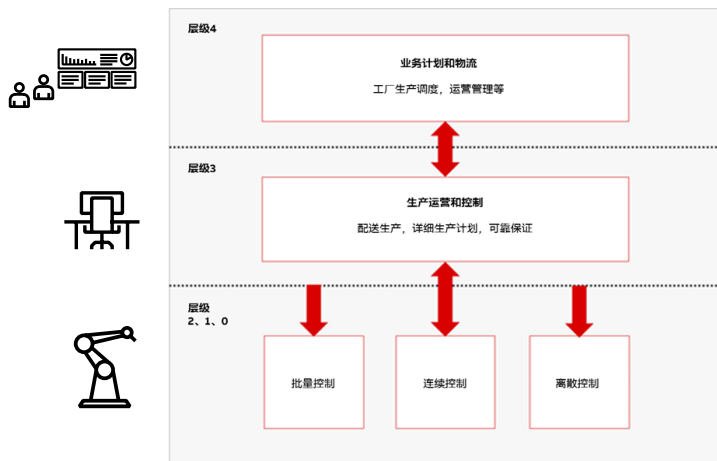 层级4
业务计划和物流
工厂生产调度，运营管理等
层级3
生产运营和控制
配送生产，详细生产计划，可靠保证
层级
2、1、0
批量控制
连续控制
离散控制